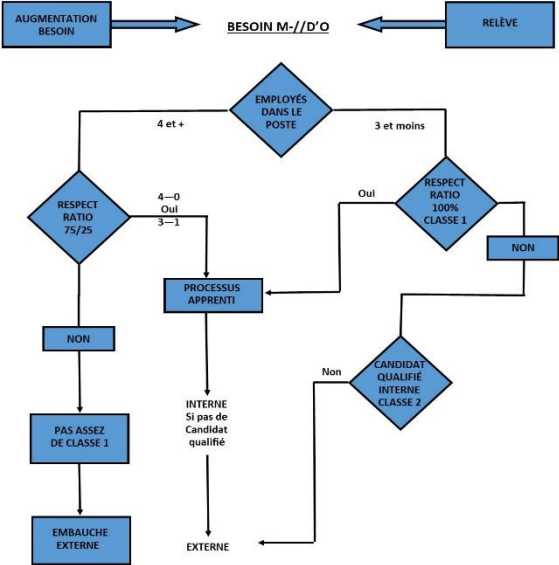 AUGMENTATION
BESOIN
BESOIN M-//D'O
RELÈVE
EMPLOYÉS
DANS LE
POSTE
4 et +
3 et moins
RESPECT
RATIO
75/25
4—0
Oui
3—1
Oui
RESPECT
RATIO
100%
CLASSE 1
NON
PROCESSUS
APPRENTI
NON
Non
CANDIDAT
QUALIFIÉ
INTERNE
CLASSE 2
INTERNE
Si pas de
Candidat
qualifié
PAS ASSEZ
DE CLASSE 1
EMBAUCHE
EXTERNE
EXTERNE